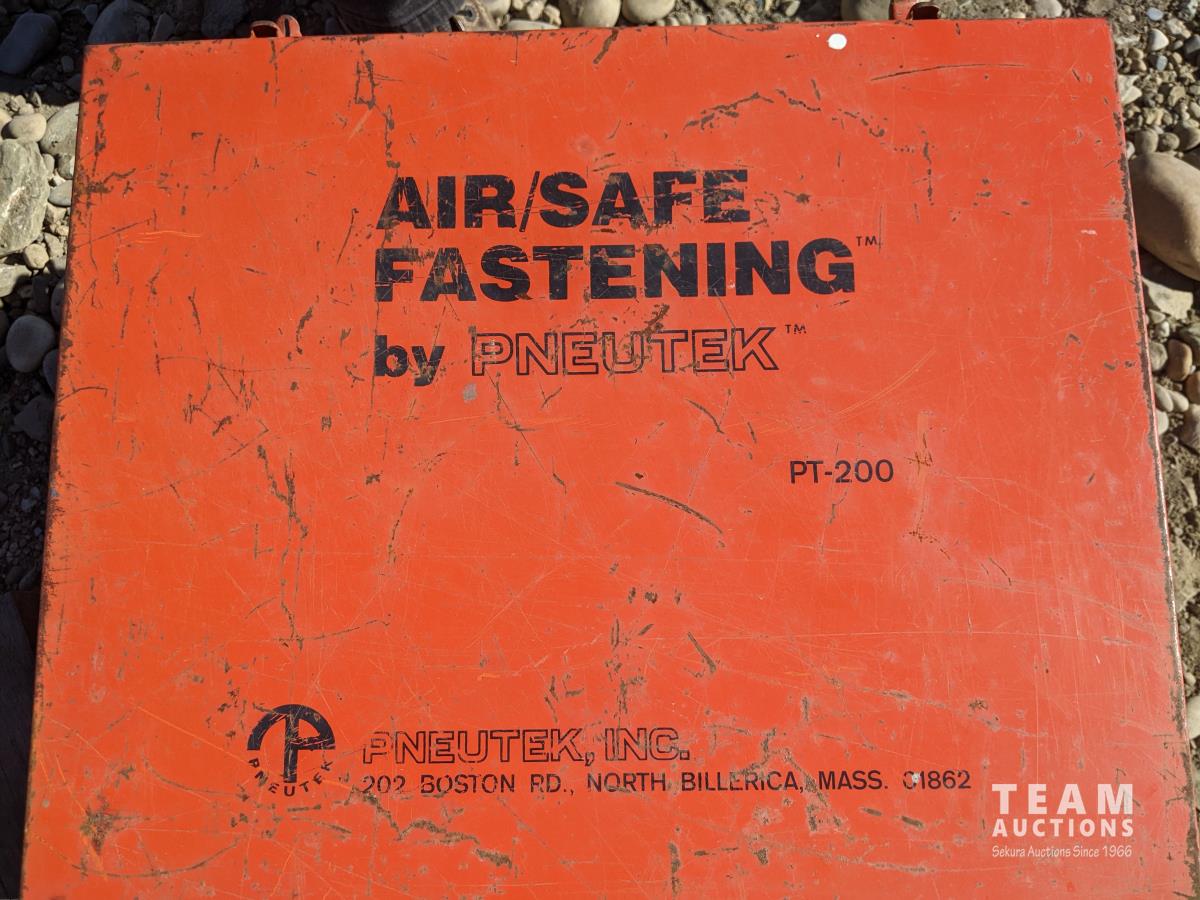 AIR/SAFE
FASTENING™
by PNEUTEK™
PT-200
PNEUTEK
PNEUTEK, INC.
202 BOSTON RD., NORTH BILLERICA, MASS. 01862
TEAM
AUCTIONS
Sekura Auctions Since 1966